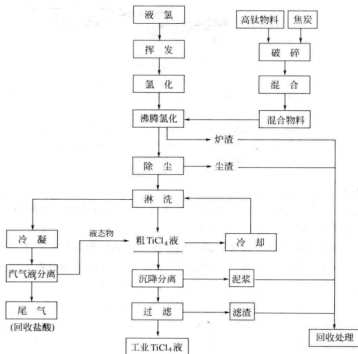 液 氯
高钛物料
焦炭
挥 发
破 碎
氯 化
混 合
沸腾氯化
混合物料
炉渣
除 尘
尘渣
淋 洗
冷 凝
液态物
粗TiCl₄液
冷 却
汽气液分离
沉降分离
泥浆
尾 气
(回收盐酸)
过 滤
滤渣
回收处理
工业TiCl₄液